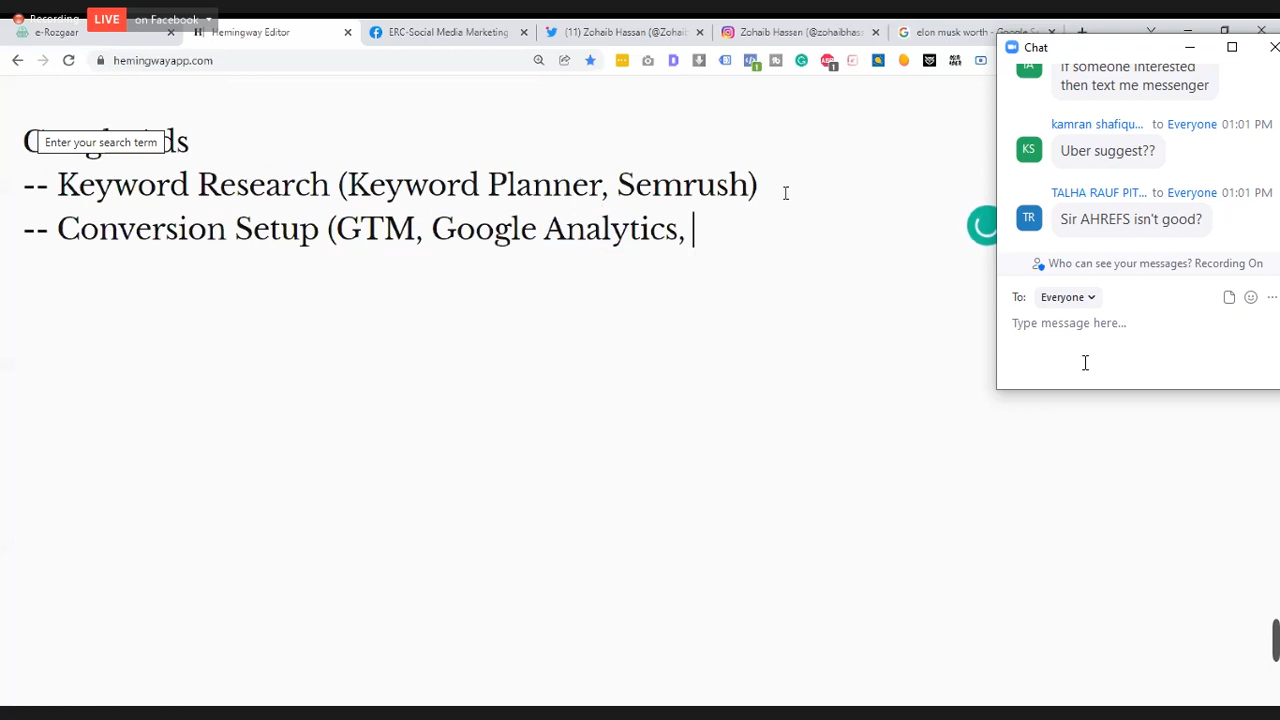 Recording LIVE on Facebook
e-Rozgaar Hemingway Editor ERC-Social Media Marketing (11) Zohaib Hassan (@Zohaib Zohaib Hassan (@zohaibhass elon musk worth - Google Se
hemingwayapp.com
Enter your search term
-- Keyword Research (Keyword Planner, Semrush)
-- Conversion Setup (GTM, Google Analytics,
Chat
If someone interested
then text me messenger
kamran shafiqu... to Everyone 01:01 PM
KS Uber suggest??
TALHA RAUF PIT... to Everyone 01:01 PM
TR Sir AHREFS isn't good?
Who can see your messages? Recording On
To: Everyone
Type message here...